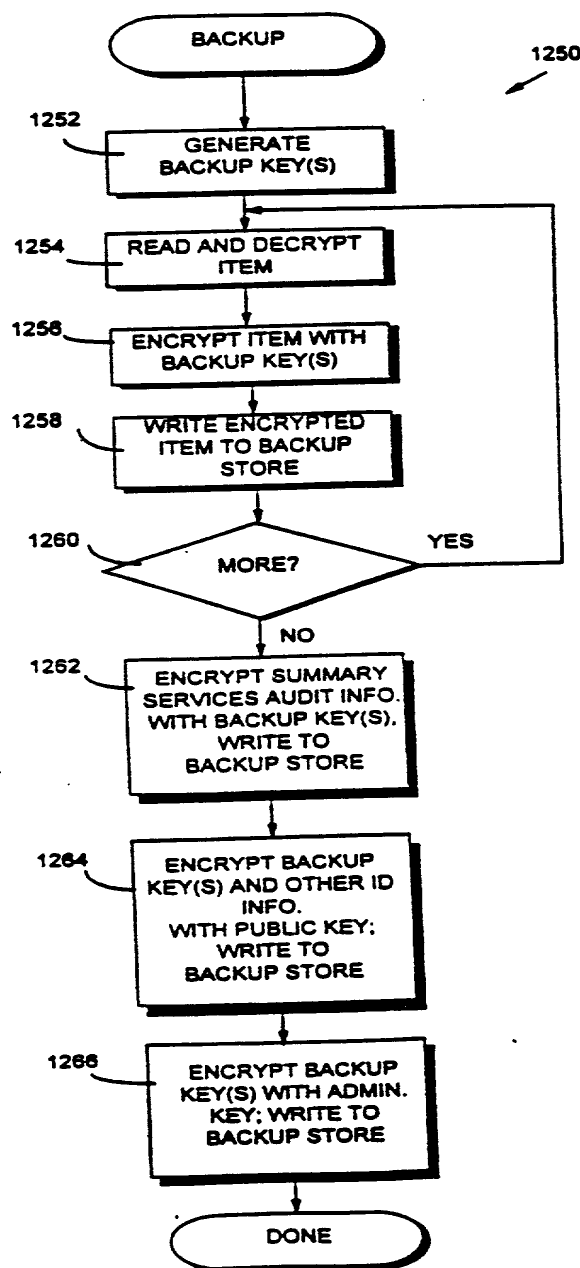 BACKUP
1250
1252
GENERATE
BACKUP KEY(S)
1254
READ AND DECRYPT
ITEM
1256
ENCRYPT ITEM WITH
BACKUP KEY(S)
1258
WRITE ENCRYPTED
ITEM TO BACKUP
STORE
1260
MORE?
YES
NO
1262
ENCRYPT SUMMARY
SERVICES AUDIT INFO.
WITH BACKUP KEY(S),
WRITE TO
BACKUP STORE
1264
ENCRYPT BACKUP
KEY(S) AND OTHER ID
INFO.
WITH PUBLIC KEY;
WRITE TO
BACKUP STORE
1266
ENCRYPT BACKUP
KEY(S) WITH ADMIN.
KEY; WRITE TO
BACKUP STORE
DONE